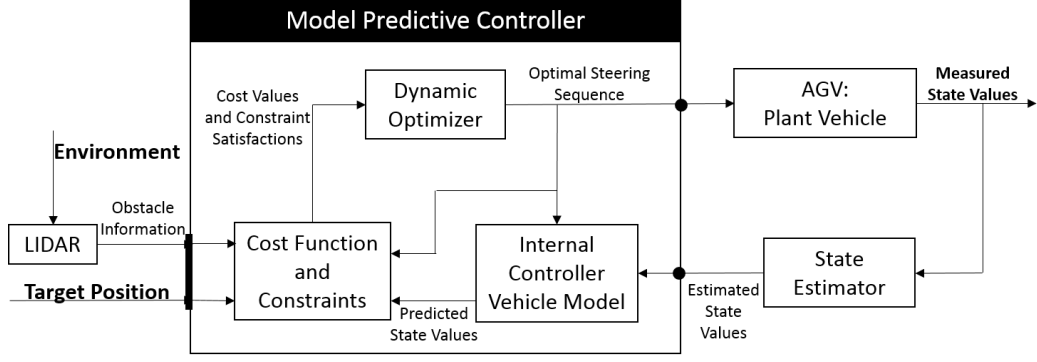 Model Predictive Controller
Cost Values
and Constraint
Satisfactions
Dynamic
Optimizer
Optimal Steering
Sequence
AGV:
Plant Vehicle
Measured
State Values
Environment
Obstacle
Information
LIDAR
Target Position
Cost Function
and
Constraints
Predicted
State Values
Internal
Controller
Vehicle Model
Estimated
State
Values
State
Estimator